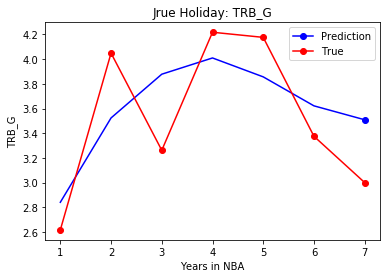 Jrue Holiday: TRB_G
Prediction
True
TRB_G
4.2
4.0
3.8
3.6
3.4
3.2
3.0
2.8
2.6
1 2 3 4 5 6 7
Years in NBA